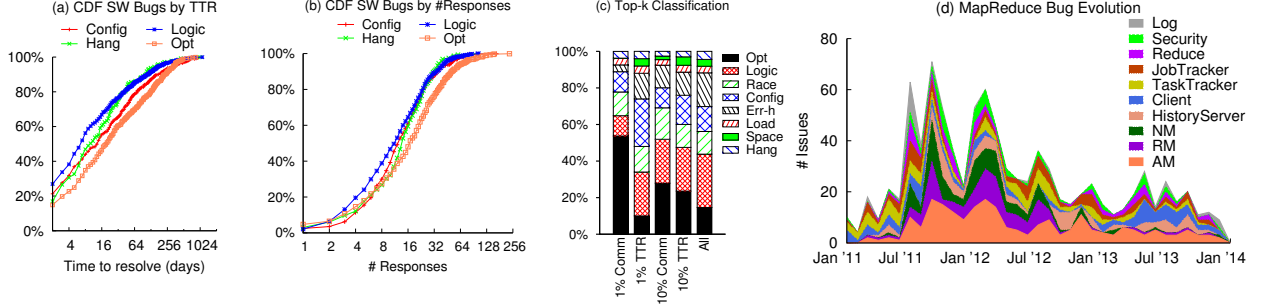 (a) CDF SW Bugs by TTR
Config
Logic
Hang
Opt
100%
80%
60%
40%
20%
0%
4 16 64 256 1024
Time to resolve (days)
(b) CDF SW Bugs by #Responses
Config
Logic
Hang
Opt
100%
80%
60%
40%
20%
0%
1 2 4 8 16 32 64 128 256
# Responses
(c) Top-k Classification
100%
80%
60%
40%
20%
0%
Opt
Logic
Race
Config
Err-h
Load
Space
Hang
1% Comm
1% TTR
10% Comm
10% TTR
All
(d) MapReduce Bug Evolution
Log
Security
Reduce
JobTracker
TaskTracker
Client
HistoryServer
NM
RM
AM
# Issues
80
60
40
20
0
Jan '11 Jul '11 Jan '12 Jul '12 Jan '13 Jul '13 Jan '14